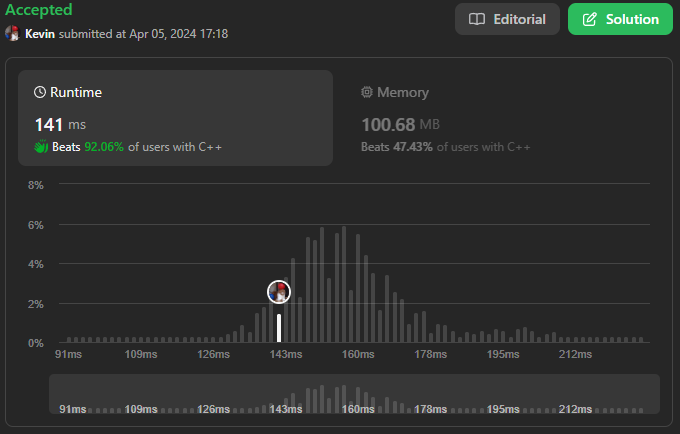 Accepted
Kevin submitted at Apr 05, 2024 17:18
Editorial
Solution
Runtime
141 ms
Beats 92.06% of users with C++
Memory
100.68 MB
Beats 47.43% of users with C++
8%
6%
4%
2%
0%
91ms 109ms 126ms 143ms 160ms 178ms 195ms 212ms
91ms 109ms 126ms 143ms 160ms 178ms 195ms 212ms